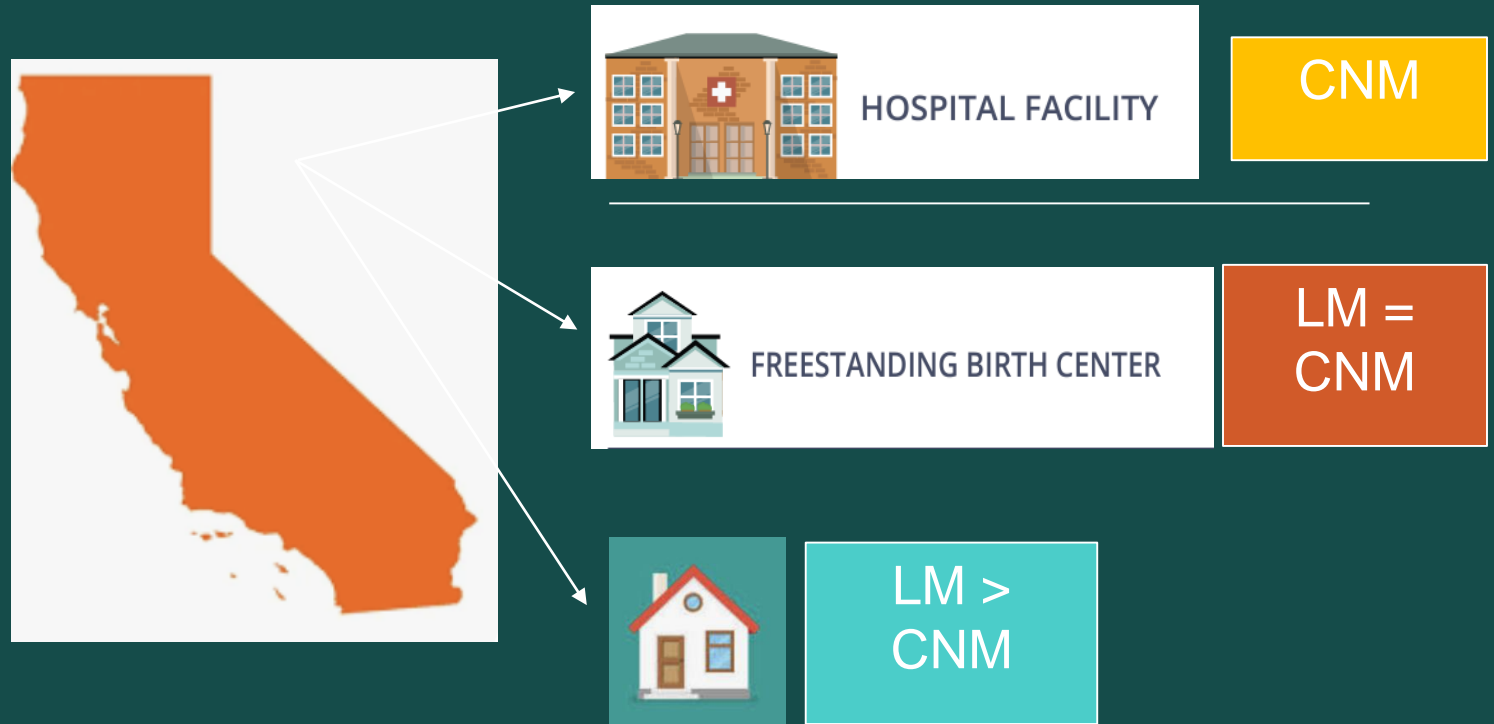 HOSPITAL FACILITY
CNM
FREESTANDING BIRTH CENTER
LM =
CNM
LM >
CNM